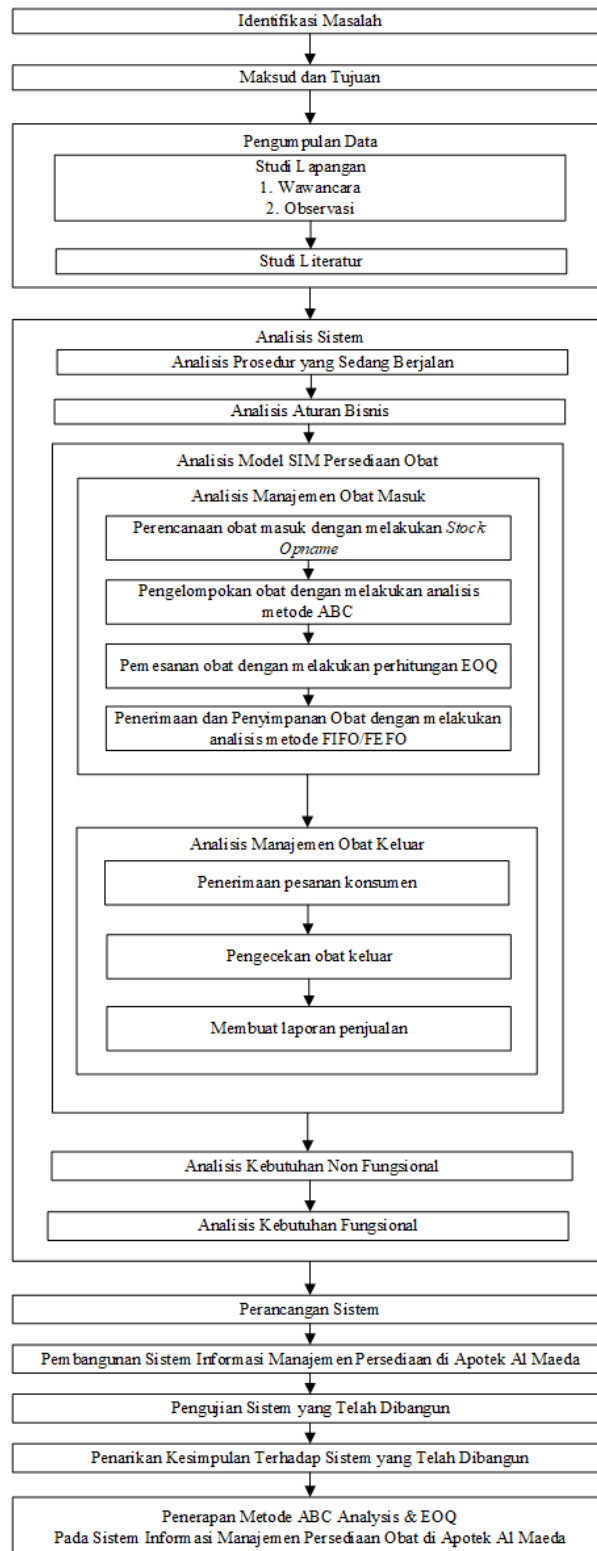 Identifikasi Masalah
Maksud dan Tujuan
Pengumpulan Data
Studi Lapangan
1. Wawancara
2. Observasi
Studi Literatur
Analisis Sistem
Analisis Prosedur yang Sedang Berjalan
Analisis Aturan Bisnis
Analisis Model SIM Persediaan Obat
Analisis Manajemen Obat Masuk
Perencanaan obat masuk dengan melakukan Stock
Opname
Pengelompokan obat dengan melakukan analisis
metode ABC
Pemesanan obat dengan melakukan perhitungan EOQ
Penerimaan dan Penyimpanan Obat dengan melakukan
analisis metode FIFO/FEFO
Analisis Manajemen Obat Keluar
Penerimaan pesanan konsumen
Pengecekan obat keluar
Membuat laporan penjualan
Analisis Kebutuhan Non Fungsional
Analisis Kebutuhan Fungsional
Perancangan Sistem
Pembangunan Sistem Informasi Manajemen Persediaan di Apotek Al Maeda
Pengujian Sistem yang Telah Dibangun
Penarikan Kesimpulan Terhadap Sistem yang Telah Dibangun
Penerapan Metode ABC Analysis & EOQ
Pada Sistem Informasi Manajemen Persediaan Obat di Apotek Al Maeda